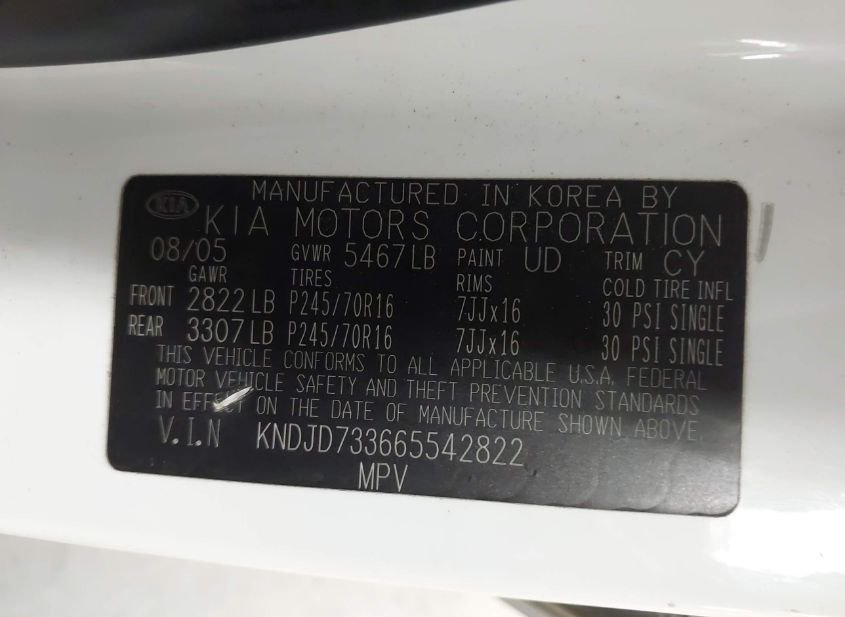 MANUFACTURED IN KOREA BY
KIA KIA MOTORS CORPORATION
08/05 GVWR 5467LB PAINT UD TRIM CY
GAWR TIRES RIMS COLD TIRE INFL
FRONT 2822LB P245/70R16 7JJx16 30 PSI SINGLE
REAR 3307LB P245/70R16 7JJx16 30 PSI SINGLE
THIS VEHICLE CONFORMS TO ALL APPLICABLE U.S.A. FEDERAL
MOTOR VEHICLE SAFETY AND THEFT PREVENTION STANDARDS
IN EFFECT ON THE DATE OF MANUFACTURE SHOWN ABOVE.
V.I.N KNDJD733665542822
MPV